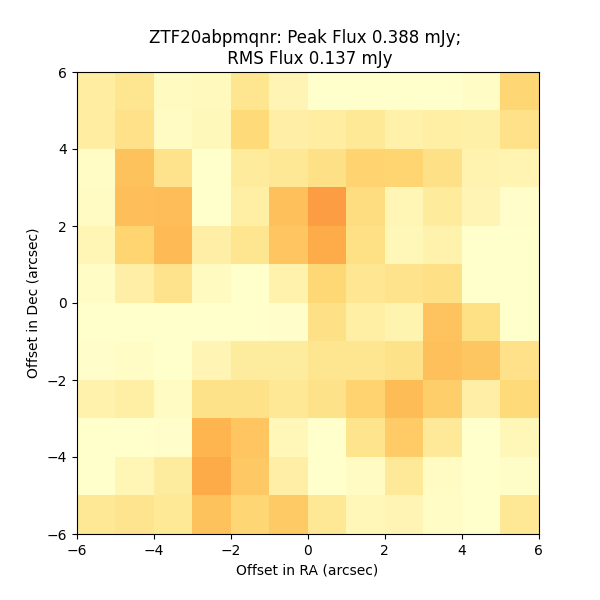 ZTF20abpmqnr: Peak Flux 0.388 mJy;
RMS Flux 0.137 mJy
6
4
2
0
−2
−4
−6
Offset in Dec (arcsec)
−6 −4 −2 0 2 4 6
Offset in RA (arcsec)